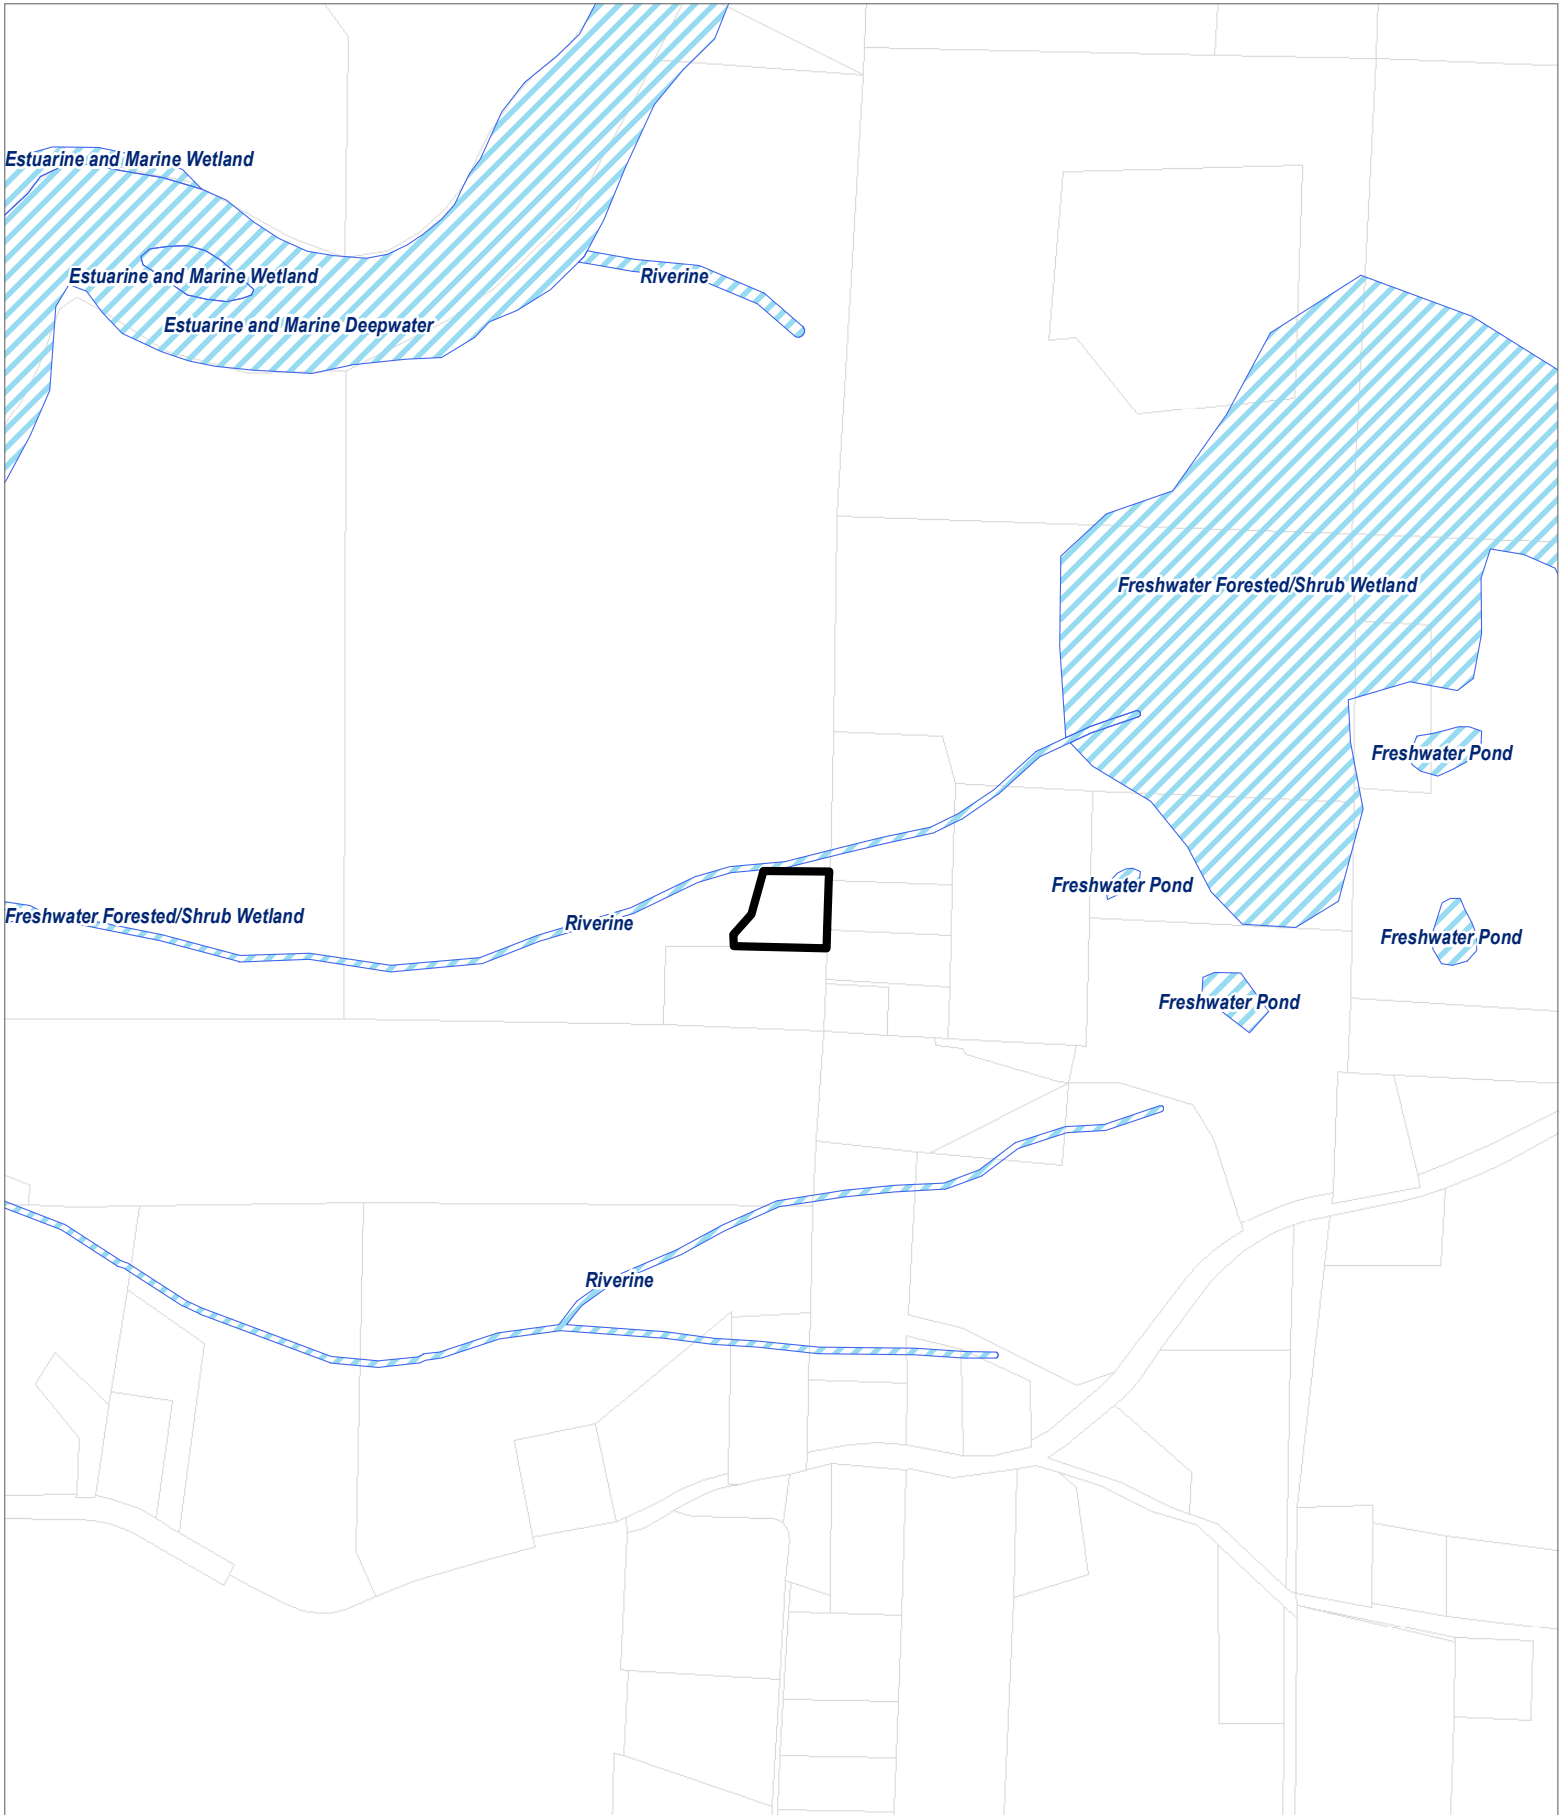 Estuarine and Marine Wetland
Estuarine and Marine Wetland
Riverine
Estuarine and Marine Deepwater
Freshwater Forested/Shrub Wetland
Freshwater Pond
Freshwater Pond
Freshwater Forested/Shrub Wetland
Riverine
Freshwater Pond
Freshwater Pond
Riverine